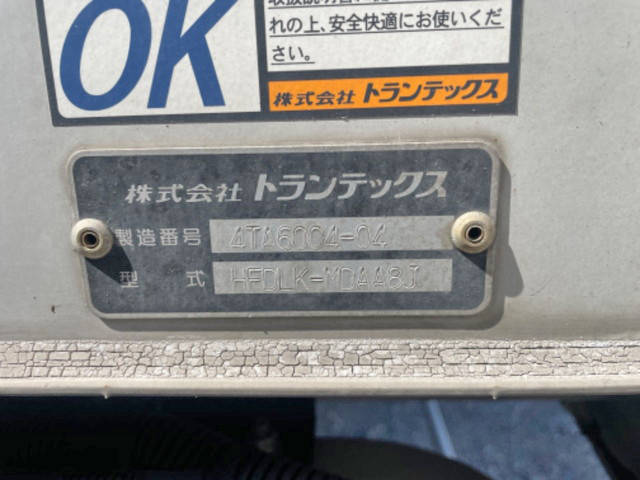 OK
れの上、安全快適にお使いくだ
さい。
株式会社 トランテックス
株式会社 トランテックス
製造番号 4TA6004-04
型式 HFDLK-MDAA8J